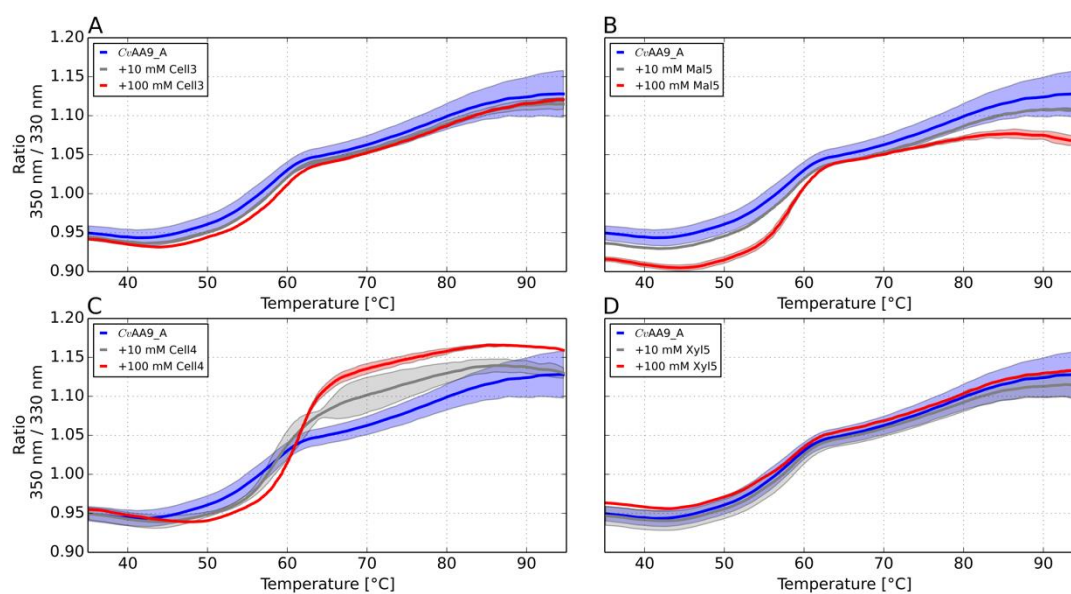 A
1.20
1.15
1.10
1.05
1.00
0.95
0.90
Ratio
350 nm / 330 nm
CvAA9_A
+10 mM Cell3
+100 mM Cell3
40 50 60 70 80 90
Temperature [°C]
B
CvAA9_A
+10 mM Mal5
+100 mM Mal5
40 50 60 70 80 90
Temperature [°C]
C
1.20
1.15
1.10
1.05
1.00
0.95
0.90
Ratio
350 nm / 330 nm
CvAA9_A
+10 mM Cell4
+100 mM Cell4
40 50 60 70 80 90
Temperature [°C]
D
CvAA9_A
+10 mM Xyl5
+100 mM Xyl5
40 50 60 70 80 90
Temperature [°C]